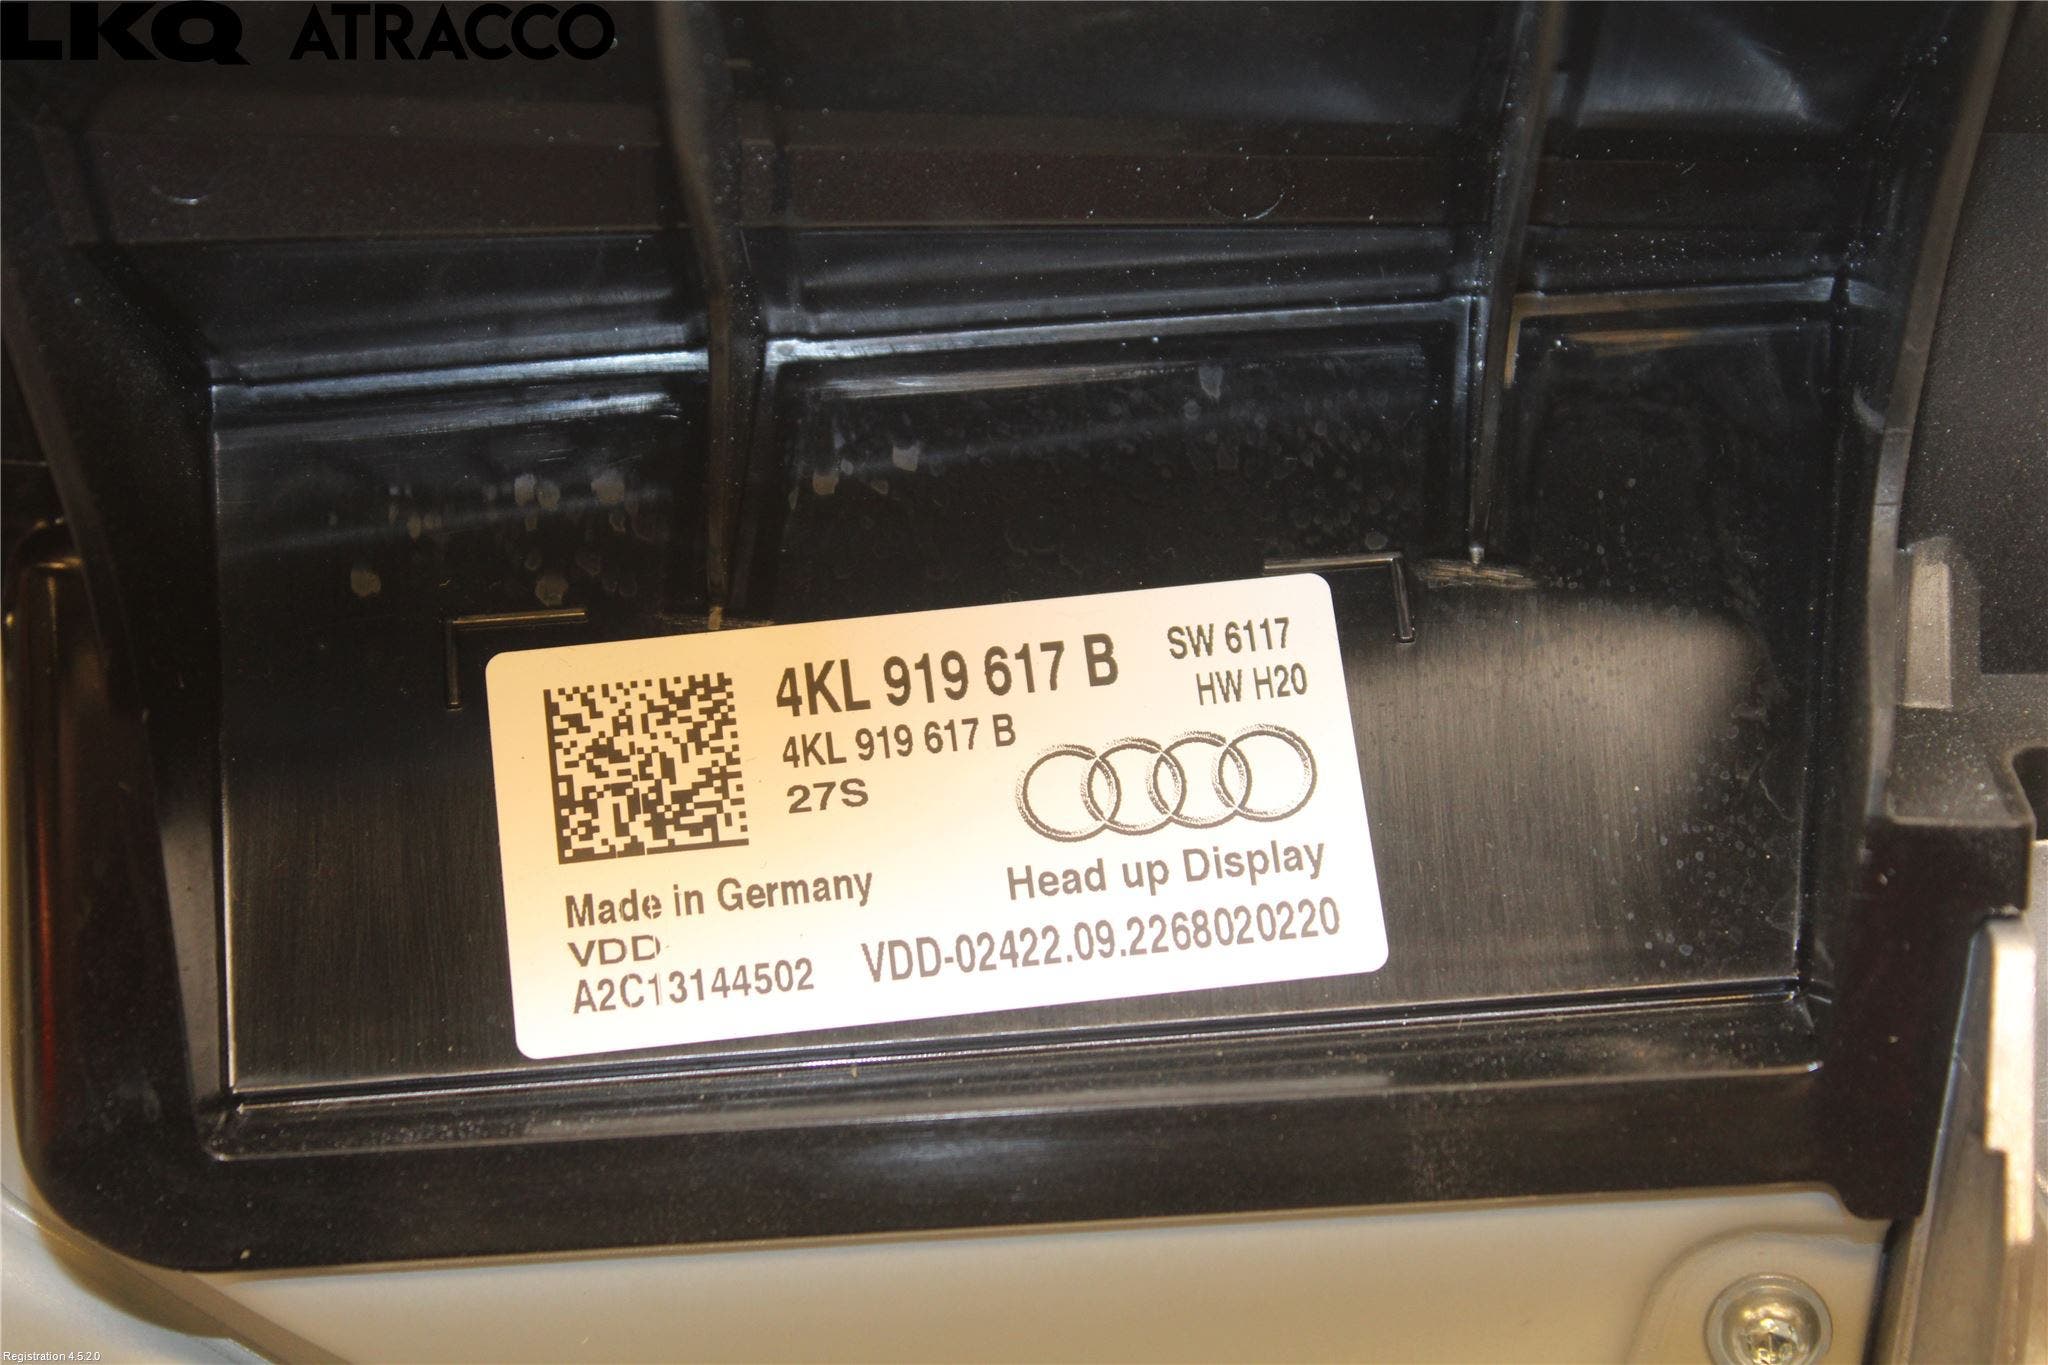 LKQ ATRACCO
4KL 919 617 B
SW 6117
HW H20
4KL 919 617 B
27S
Made in Germany
Head up Display
VDD
A2C13144502
VDD-02422.09.2268020220
Registration 4.5.2.0